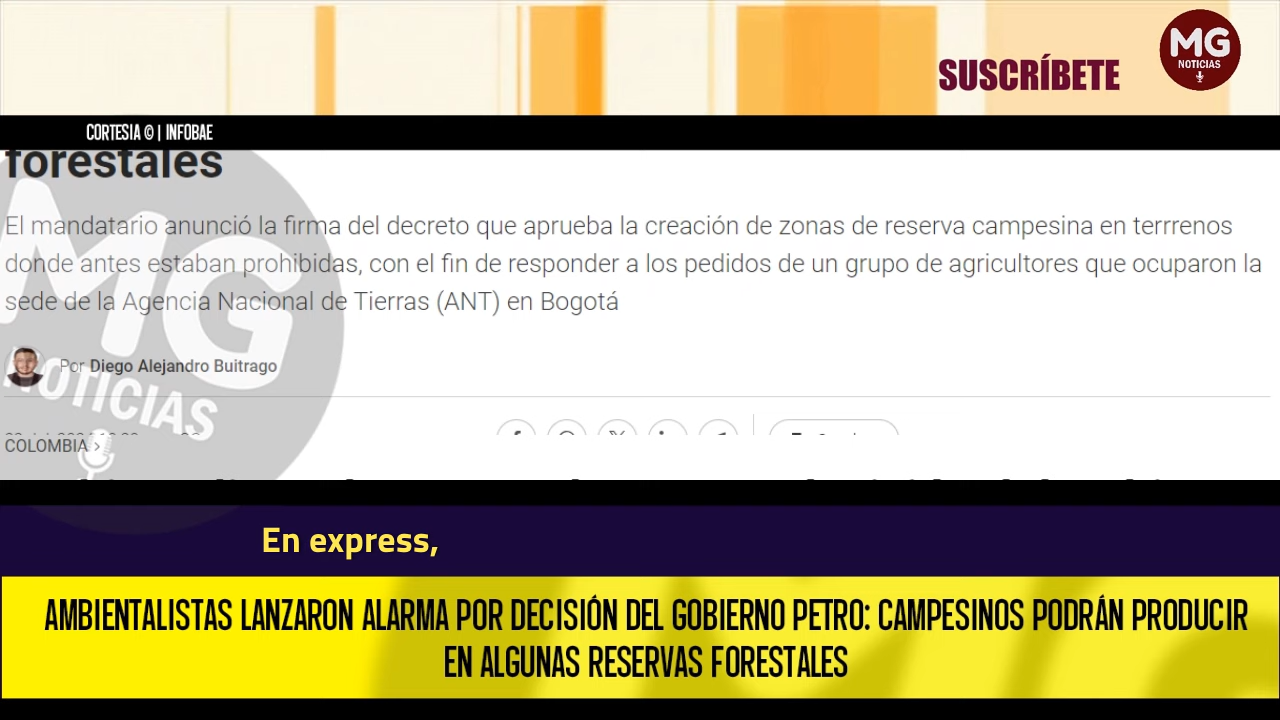 SUSCRÍBETE
MG
NOTICIAS
CORTESIA © | INFOBAE
forestales
El mandatario anunció la firma del decreto que aprueba la creación de zonas de reserva campesina en terrrenos
donde antes estaban prohibidas, con el fin de responder a los pedidos de un grupo de agricultores que ocuparon la
sede de la Agencia Nacional de Tierras (ANT) en Bogotá
MG
NOTICIAS
Por Diego Alejandro Buitrago
COLOMBIA >
En express,
AMBIENTALISTAS LANZARON ALARMA POR DECISIÓN DEL GOBIERNO PETRO: CAMPESINOS PODRÁN PRODUCIR
EN ALGUNAS RESERVAS FORESTALES